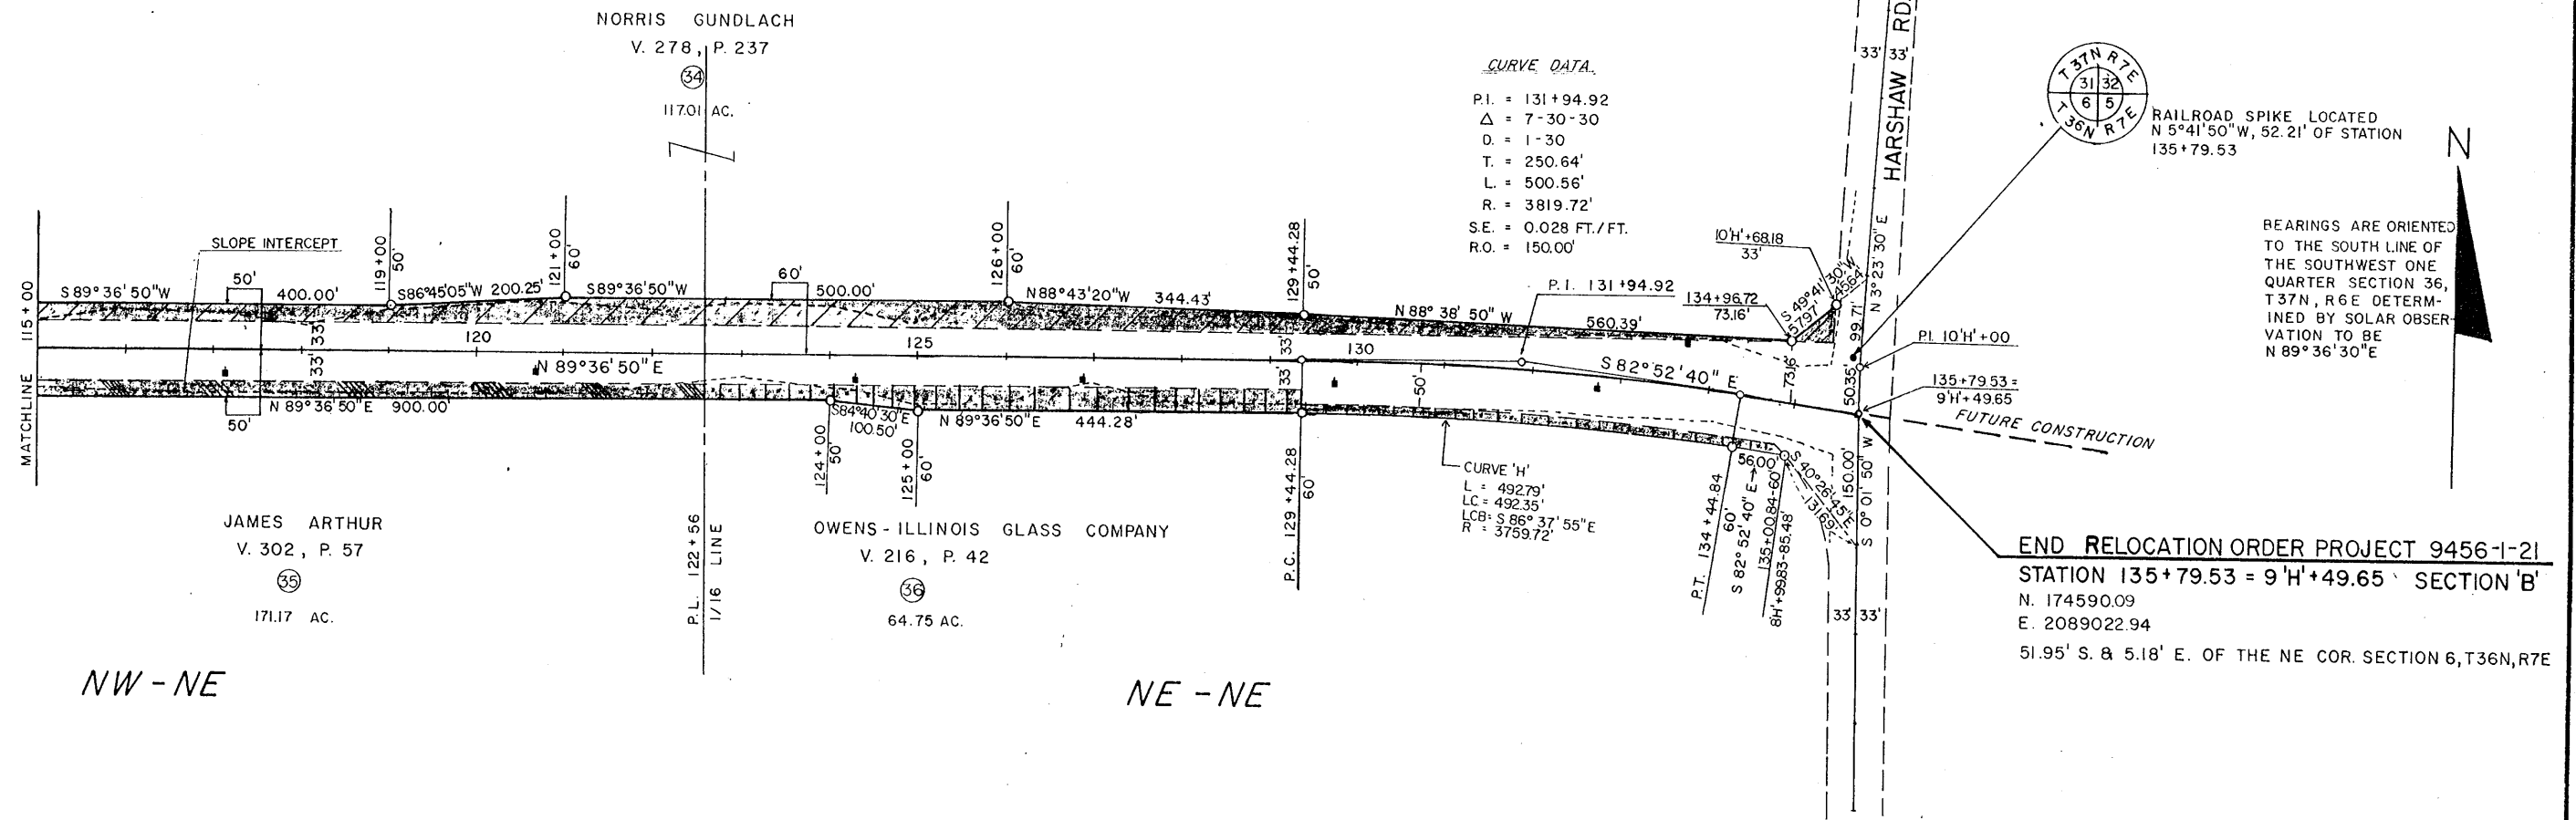 NORRIS GUNDLACH
V. 278, P. 237
34
117.01 AC.
CURVE DATA
P.I. = 131+94.92
△ = 7-30-30
D. = 1-30
T. = 250.64'
L. = 500.56'
R. = 3819.72'
S.E. = 0.028 FT./FT.
R.O. = 150.00'
33' 33'
HARSHAW RD.
T 37N R7E
31 32
6 5
T 36N R7E
RAILROAD SPIKE LOCATED
N 5°41'50"W, 52.21' OF STATION
135+79.53
N
BEARINGS ARE ORIENTED
TO THE SOUTH LINE OF
THE SOUTHWEST ONE
QUARTER SECTION 36,
T37N, R6E DETERM-
INED BY SOLAR OBSER-
VATION TO BE
N 89°36'30"E
MATCHLINE 115+00
SLOPE INTERCEPT
S 89°36'50"W
50'
400.00'
119+00
50'
S86°45'05"W 200.25'
121+00
60'
S89°36'50"W
60'
500.00'
126+00
60'
N88°43'20"W 344.43'
129+44.28
50'
N 88°38'50" W 560.39'
P.I. 131+94.92
134+96.72
73.16'
10'H'+68.18
33'
S 49°41'30"W
57.97'
45.64'
N 3°23'30" E
99.71'
P.I. 10'H'+00
135+79.53 =
9'H'+49.65
FUTURE CONSTRUCTION
33' 33'
120
125
33'
33'
130
N 89°36'50" E
S 82°52'40" E
73.16'
50.35'
N 89°36'50"E 900.00'
50'
S84°40'30"E
100.50'
N 89°36'50"E 444.28'
50'
124+00
50'
125+00
60'
P.C. 129+44.28
60'
CURVE 'H'
L = 492.79'
LC = 492.35'
LCB = S 86°37'55"E
R = 3759.72'
P.T. 134+44.84
60'
56.00'
S 82°52'40" E
135+00.84-60'
8'H'+99.83-85.48'
S 40°26'45"E
131.69'
150.00'
S 0°01'50" W
33' 33'
P.L. 122+56
1/16 LINE
JAMES ARTHUR
V. 302, P. 57
35
171.17 AC.
OWENS-ILLINOIS GLASS COMPANY
V. 216, P. 42
36
64.75 AC.
END RELOCATION ORDER PROJECT 9456-1-21
STATION 135+79.53 = 9'H'+49.65 SECTION 'B'
N. 174590.09
E. 2089022.94
51.95' S. & 5.18' E. OF THE NE COR. SECTION 6, T36N, R7E
NW-NE
NE-NE